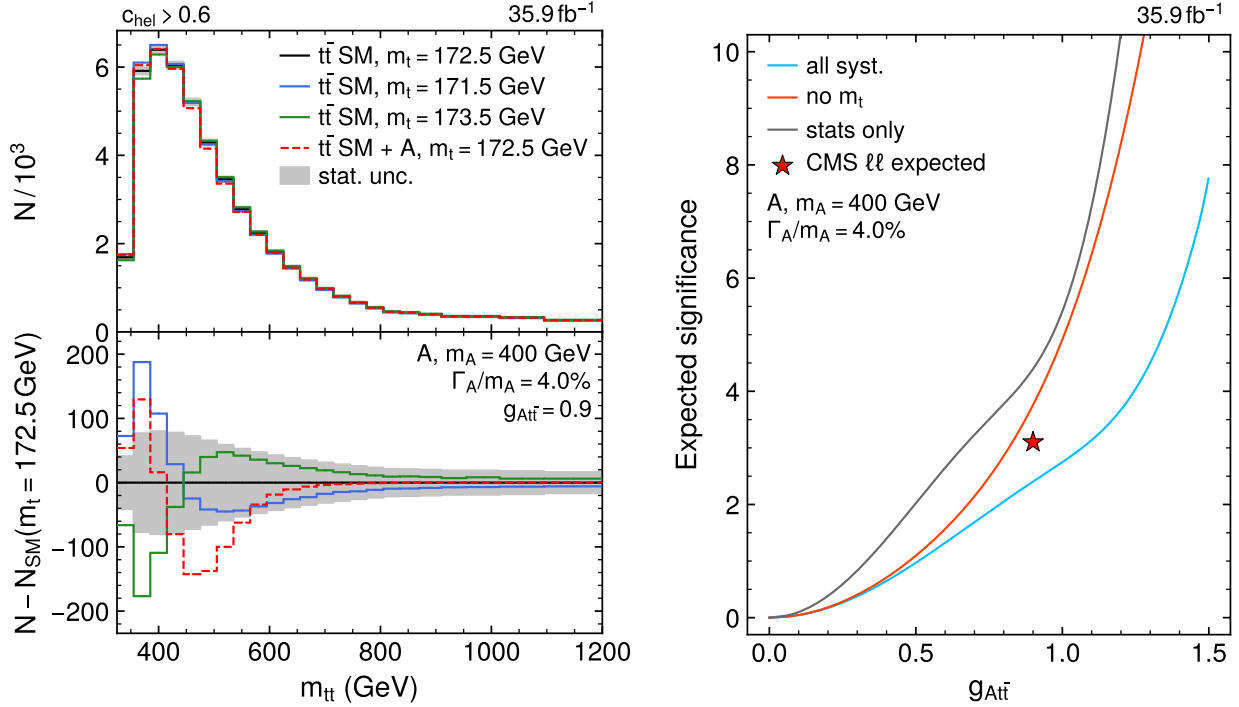 c_hel > 0.6 35.9 fb⁻¹
N / 10³
6
4
2
0
tt̄ SM, m_t = 172.5 GeV
tt̄ SM, m_t = 171.5 GeV
tt̄ SM, m_t = 173.5 GeV
tt̄ SM + A, m_t = 172.5 GeV
stat. unc.
N − N_SM(m_t = 172.5 GeV)
200
100
0
−100
−200
A, m_A = 400 GeV
Γ_A/m_A = 4.0%
g_Att̄ = 0.9
400 600 800 1000 1200
m_tt (GeV)
35.9 fb⁻¹
Expected significance
10
8
6
4
2
0
all syst.
no m_t
stats only
CMS ℓℓ expected
A, m_A = 400 GeV
Γ_A/m_A = 4.0%
0.0 0.5 1.0 1.5
g_Att̄